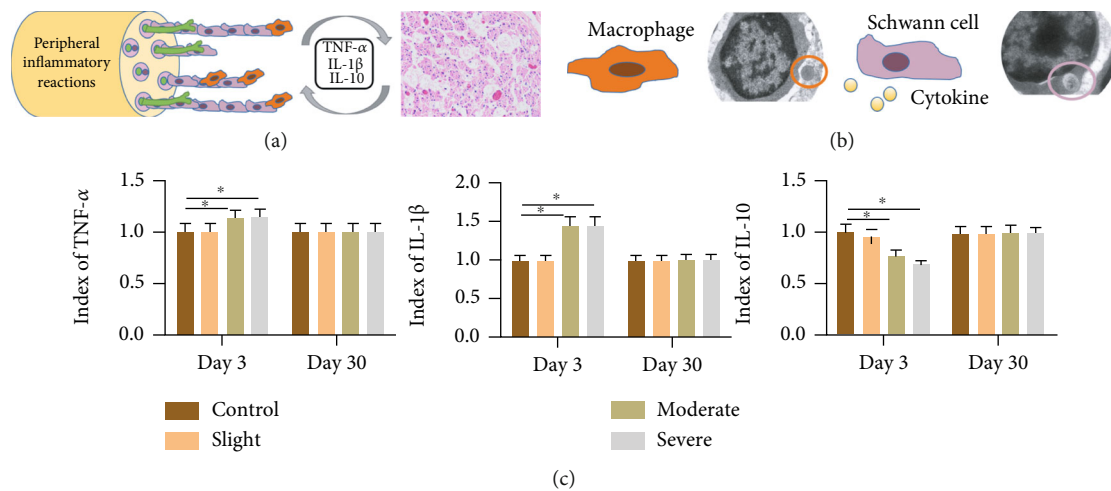 Peripheral
inflammatory
reactions
TNF-α
IL-1β
IL-10
(a)
Macrophage
Schwann cell
Cytokine
(b)
Index of TNF-α
1.5
1.0
0.5
0.0
*
*
Day 3
Day 30
Index of IL-1β
2.0
1.5
1.0
0.5
0.0
*
*
Day 3
Day 30
Index of IL-10
1.5
1.0
0.5
0.0
*
*
Day 3
Day 30
Control
Slight
Moderate
Severe
(c)